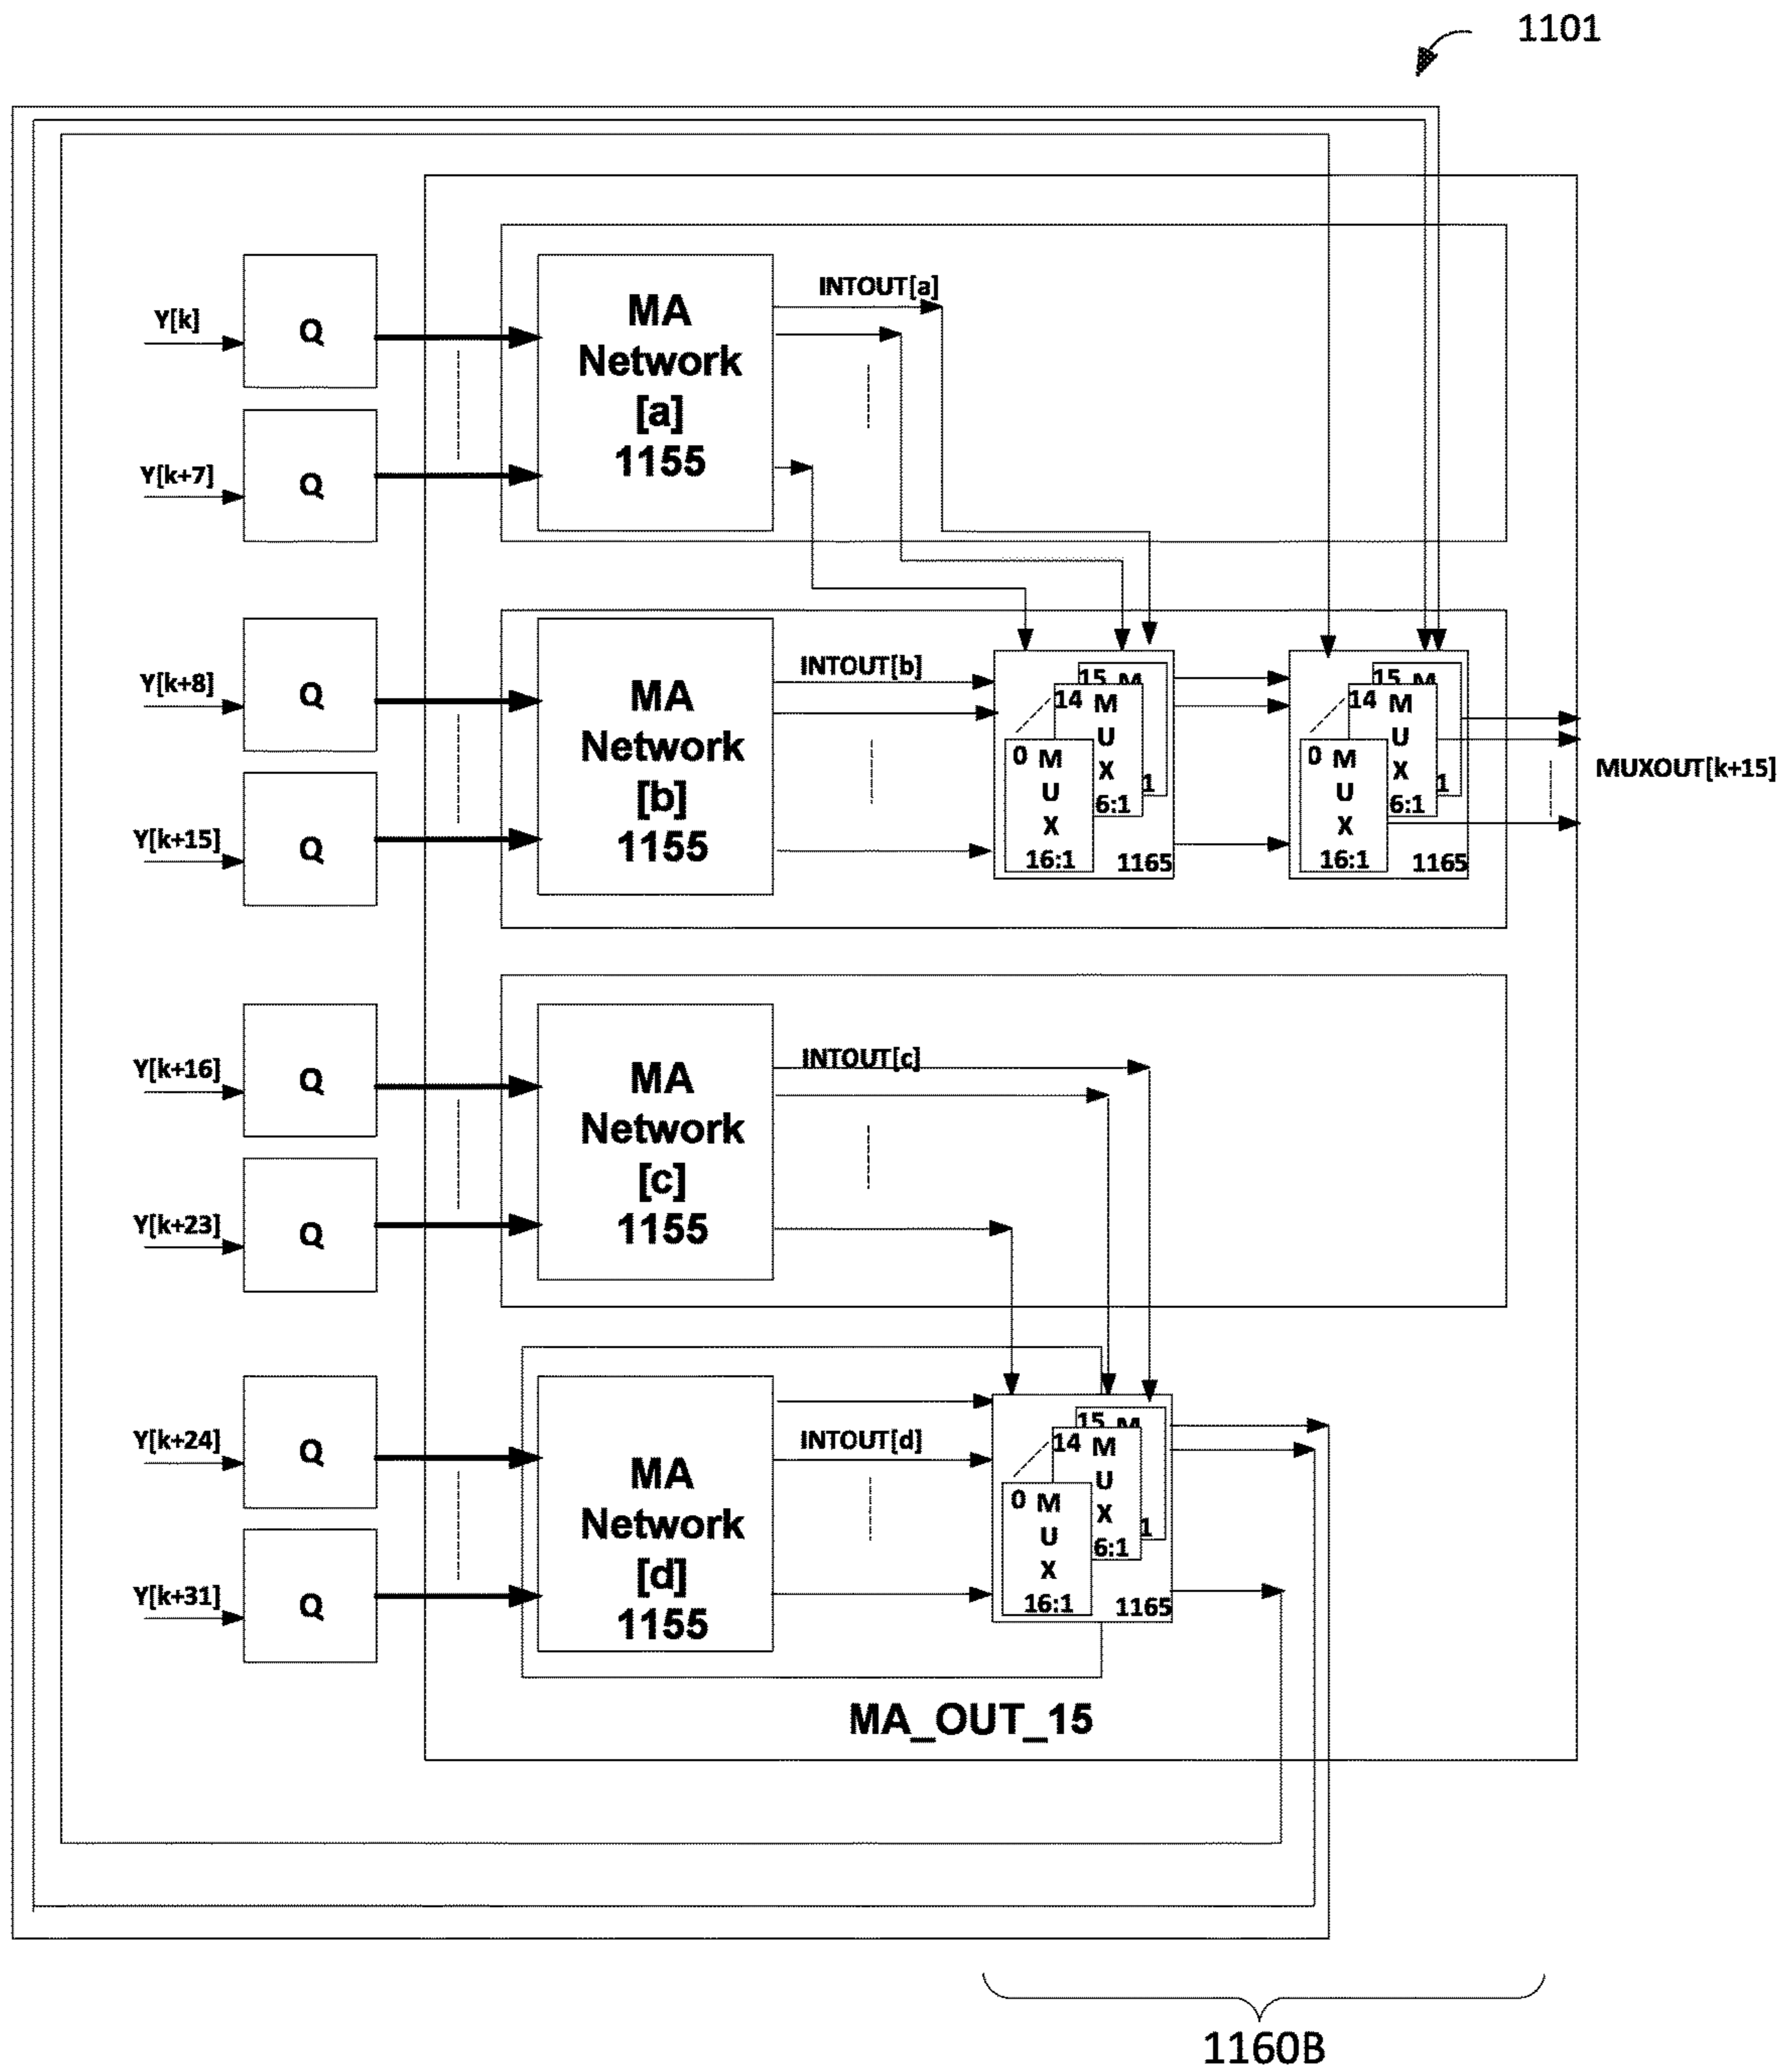 1101
Y[k]
Q
MA
Network
[a]
1155
INTOUT[a]
Y[k+7]
Q
Y[k+8]
Q
MA
Network
[b]
1155
INTOUT[b]
15 M
14 M
U
X
6:1
1
0 M
U
X
16:1
1165
15 M
14 M
U
X
6:1
1
0 M
U
X
16:1
1165
MUXOUT[k+15]
Y[k+15]
Q
Y[k+16]
Q
MA
Network
[c]
1155
INTOUT[c]
Y[k+23]
Q
Y[k+24]
Q
MA
Network
[d]
1155
INTOUT[d]
15 M
14 M
U
X
6:1
1
0 M
U
X
16:1
1165
Y[k+31]
Q
MA_OUT_15
1160B